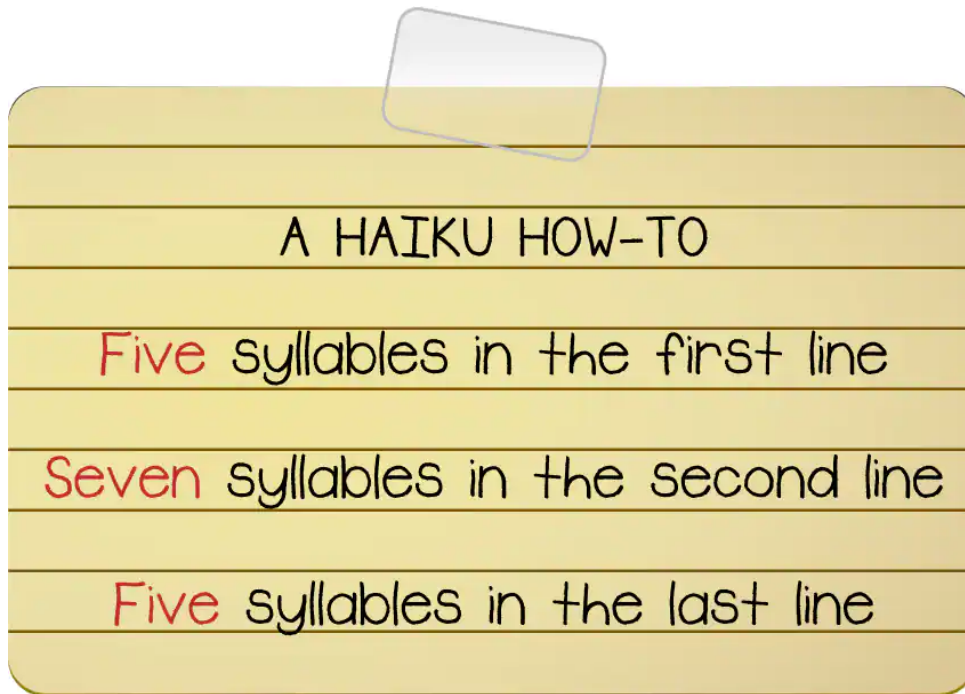 A HAIKU HOW-TO
Five syllables in the first line
Seven syllables in the second line
Five syllables in the last line